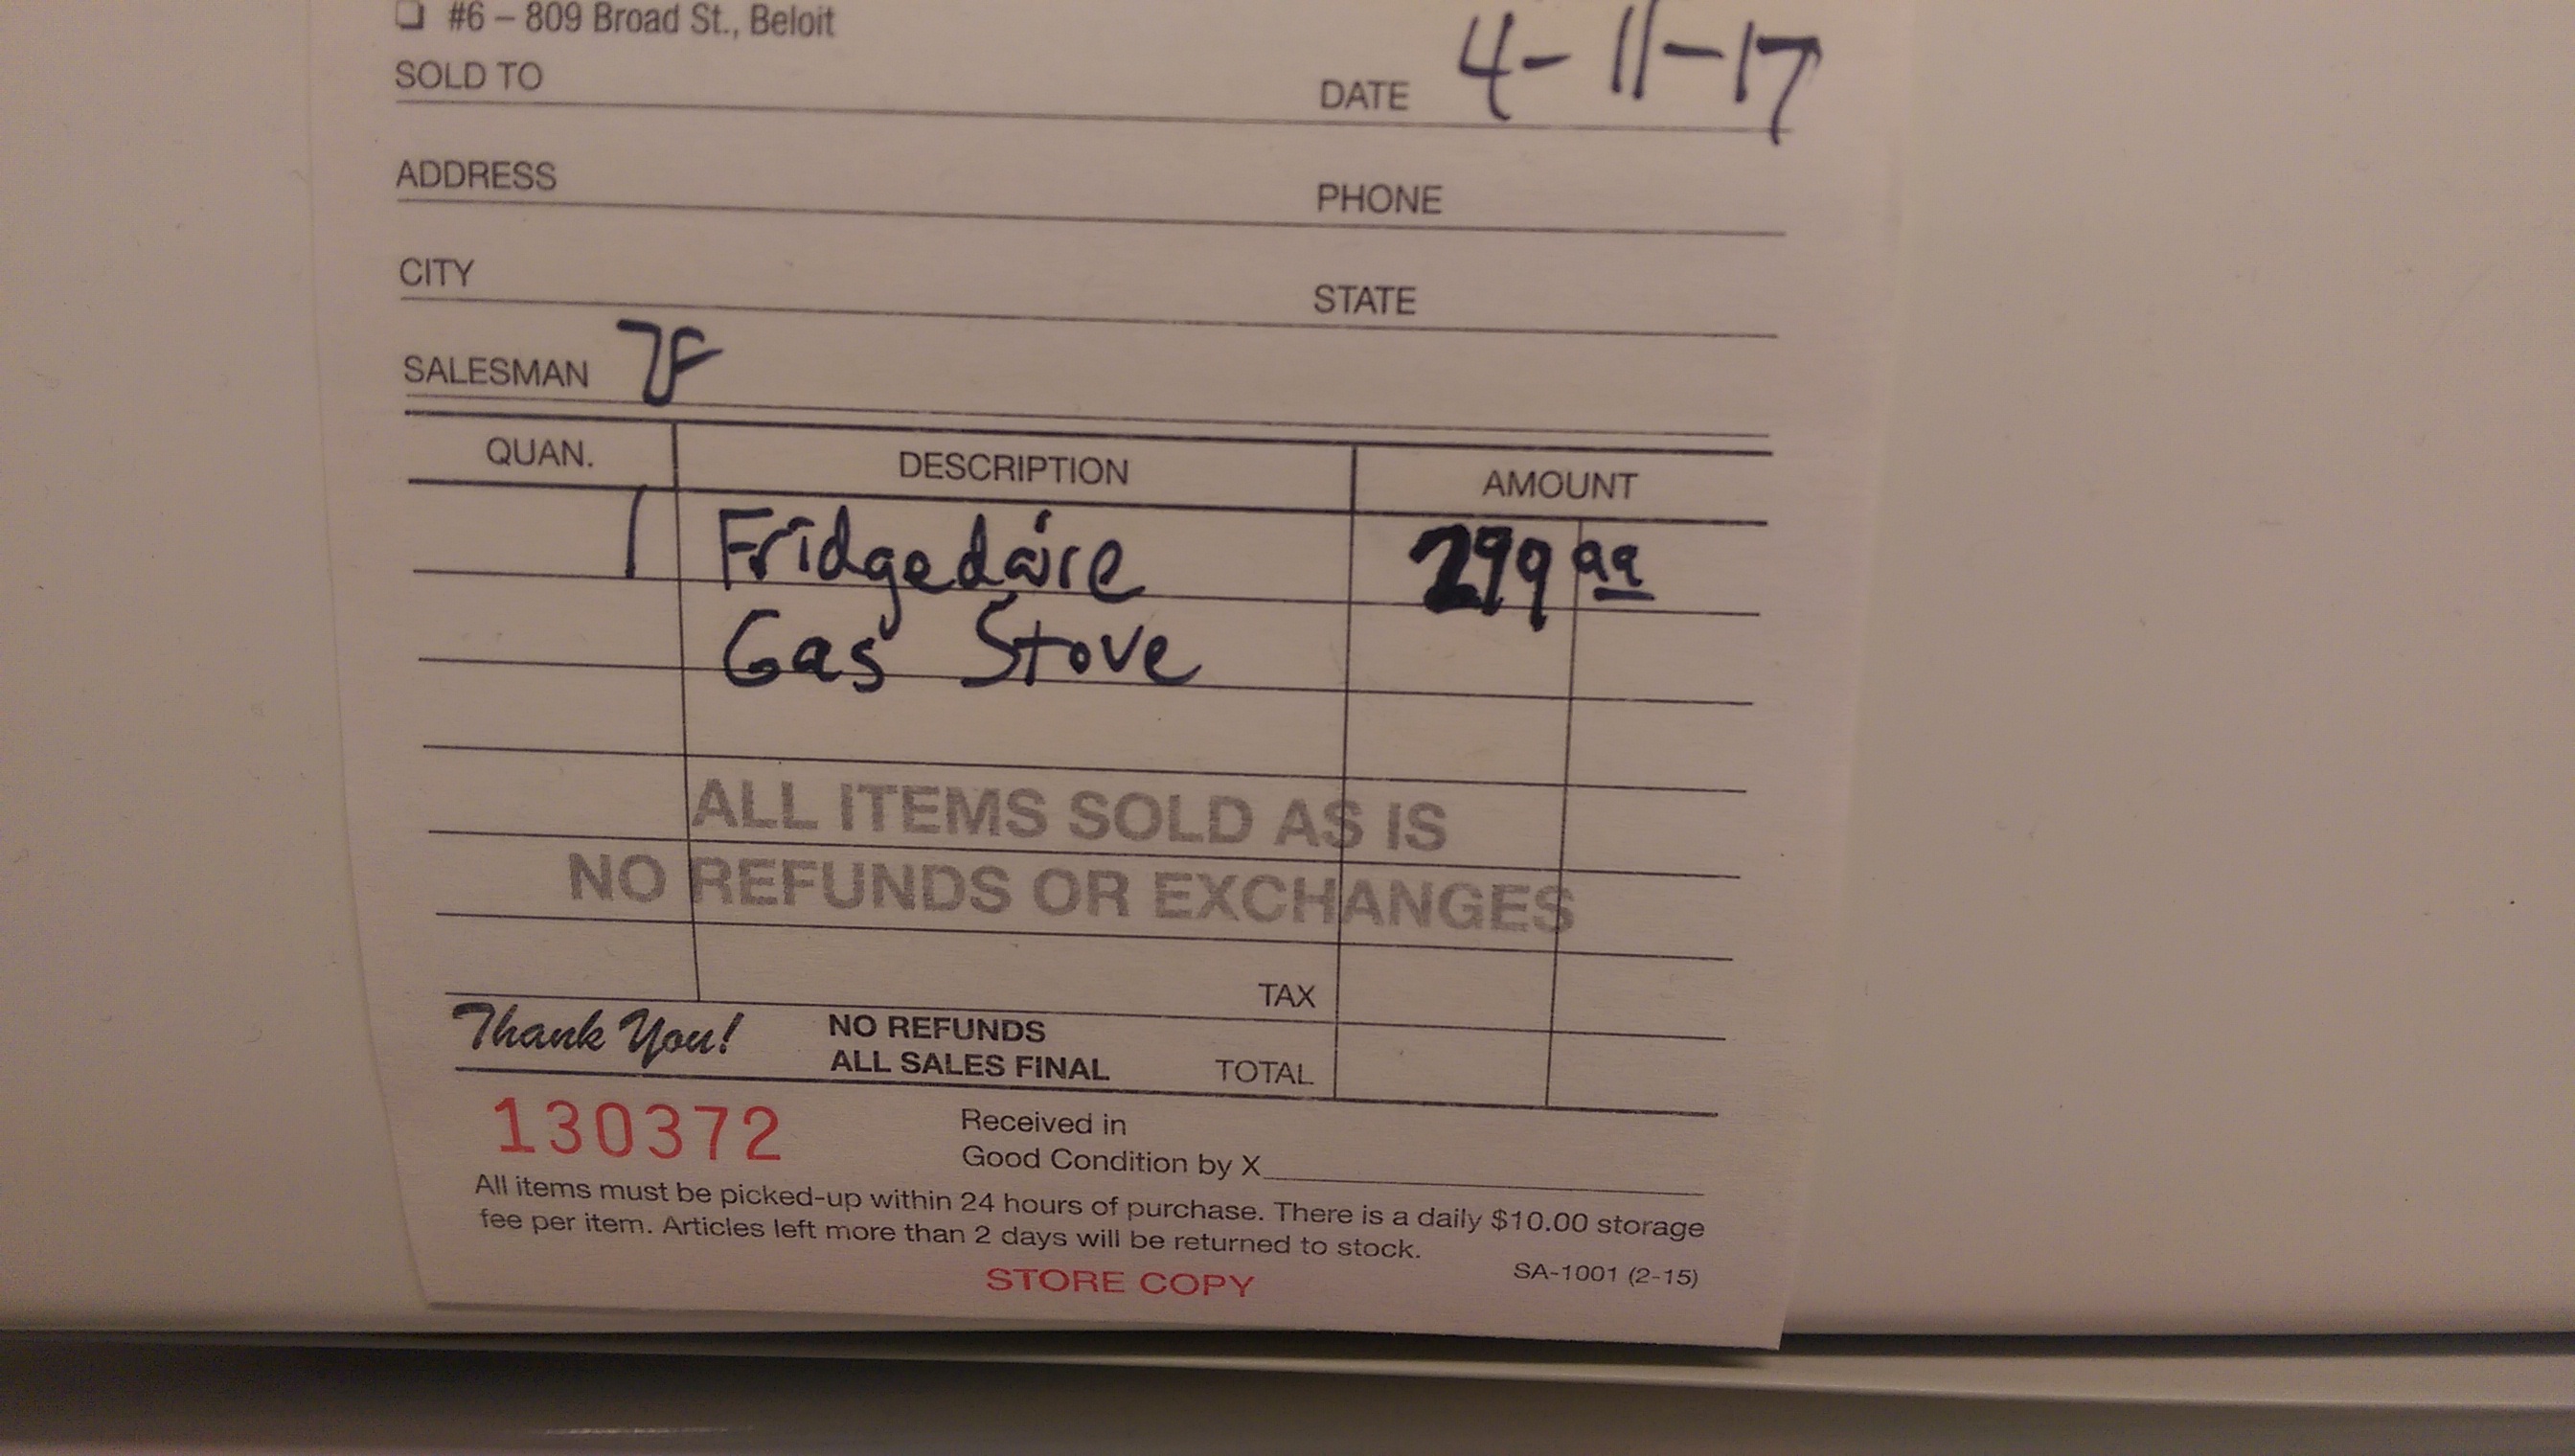 ❏ #6 – 809 Broad St., Beloit
SOLD TO DATE 4-11-17
ADDRESS PHONE
CITY STATE
SALESMAN
QUAN. DESCRIPTION AMOUNT
1 Fridgedaire 299 99
Gas Stove
ALL ITEMS SOLD AS IS
NO REFUNDS OR EXCHANGES
TAX
Thank You! NO REFUNDS
ALL SALES FINAL TOTAL
130372 Received in
Good Condition by X
All items must be picked-up within 24 hours of purchase. There is a daily $10.00 storage
fee per item. Articles left more than 2 days will be returned to stock.
STORE COPY SA-1001 (2-15)